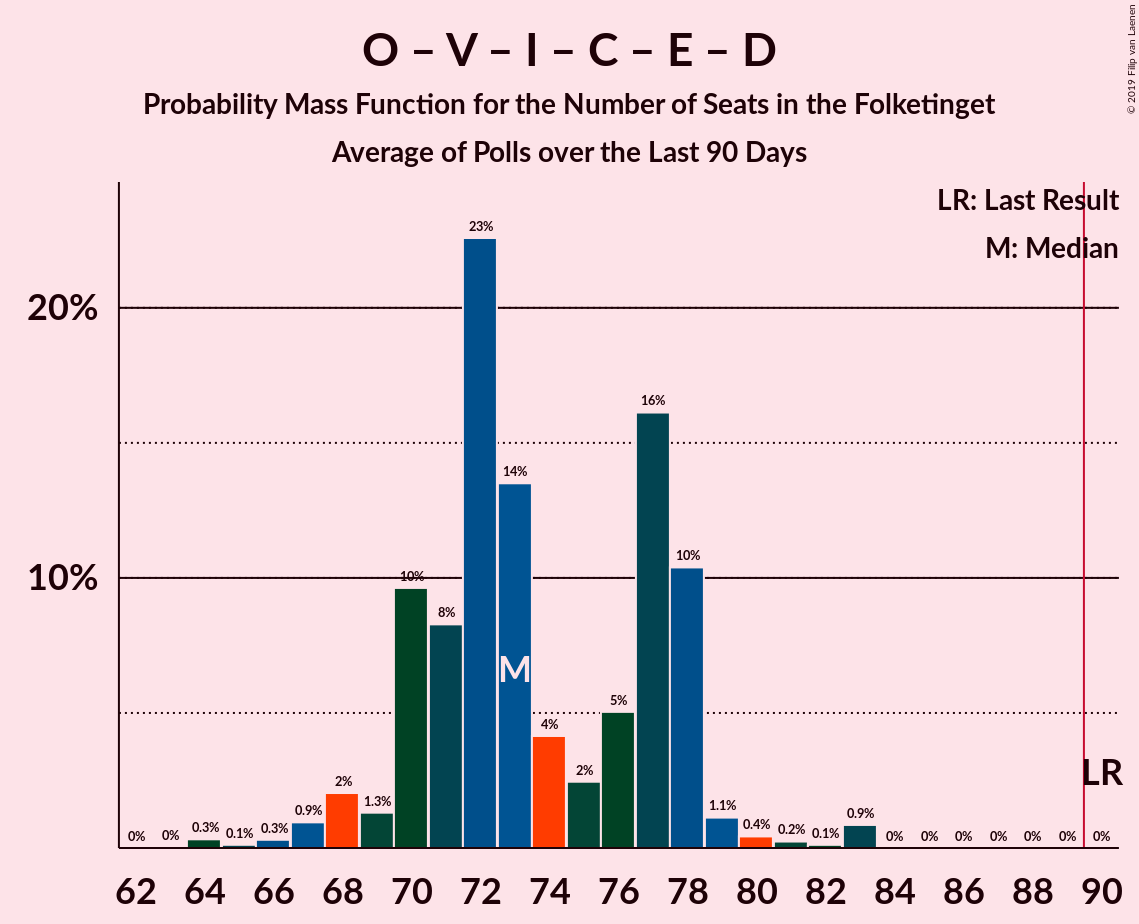 O – V – I – C – E – D
Probability Mass Function for the Number of Seats in the Folketinget
Average of Polls over the Last 90 Days
© 2019 Filip van Laenen
LR: Last Result
M: Median
20%
10%
0% 0% 0.3% 0.1% 0.3% 0.9% 2% 1.3% 10% 8% 23% 14% 4% 2% 5% 16% 10% 1.1% 0.4% 0.2% 0.1% 0.9% 0% 0% 0% 0% 0% 0% 0%
M
LR
62 64 66 68 70 72 74 76 78 80 82 84 86 88 90